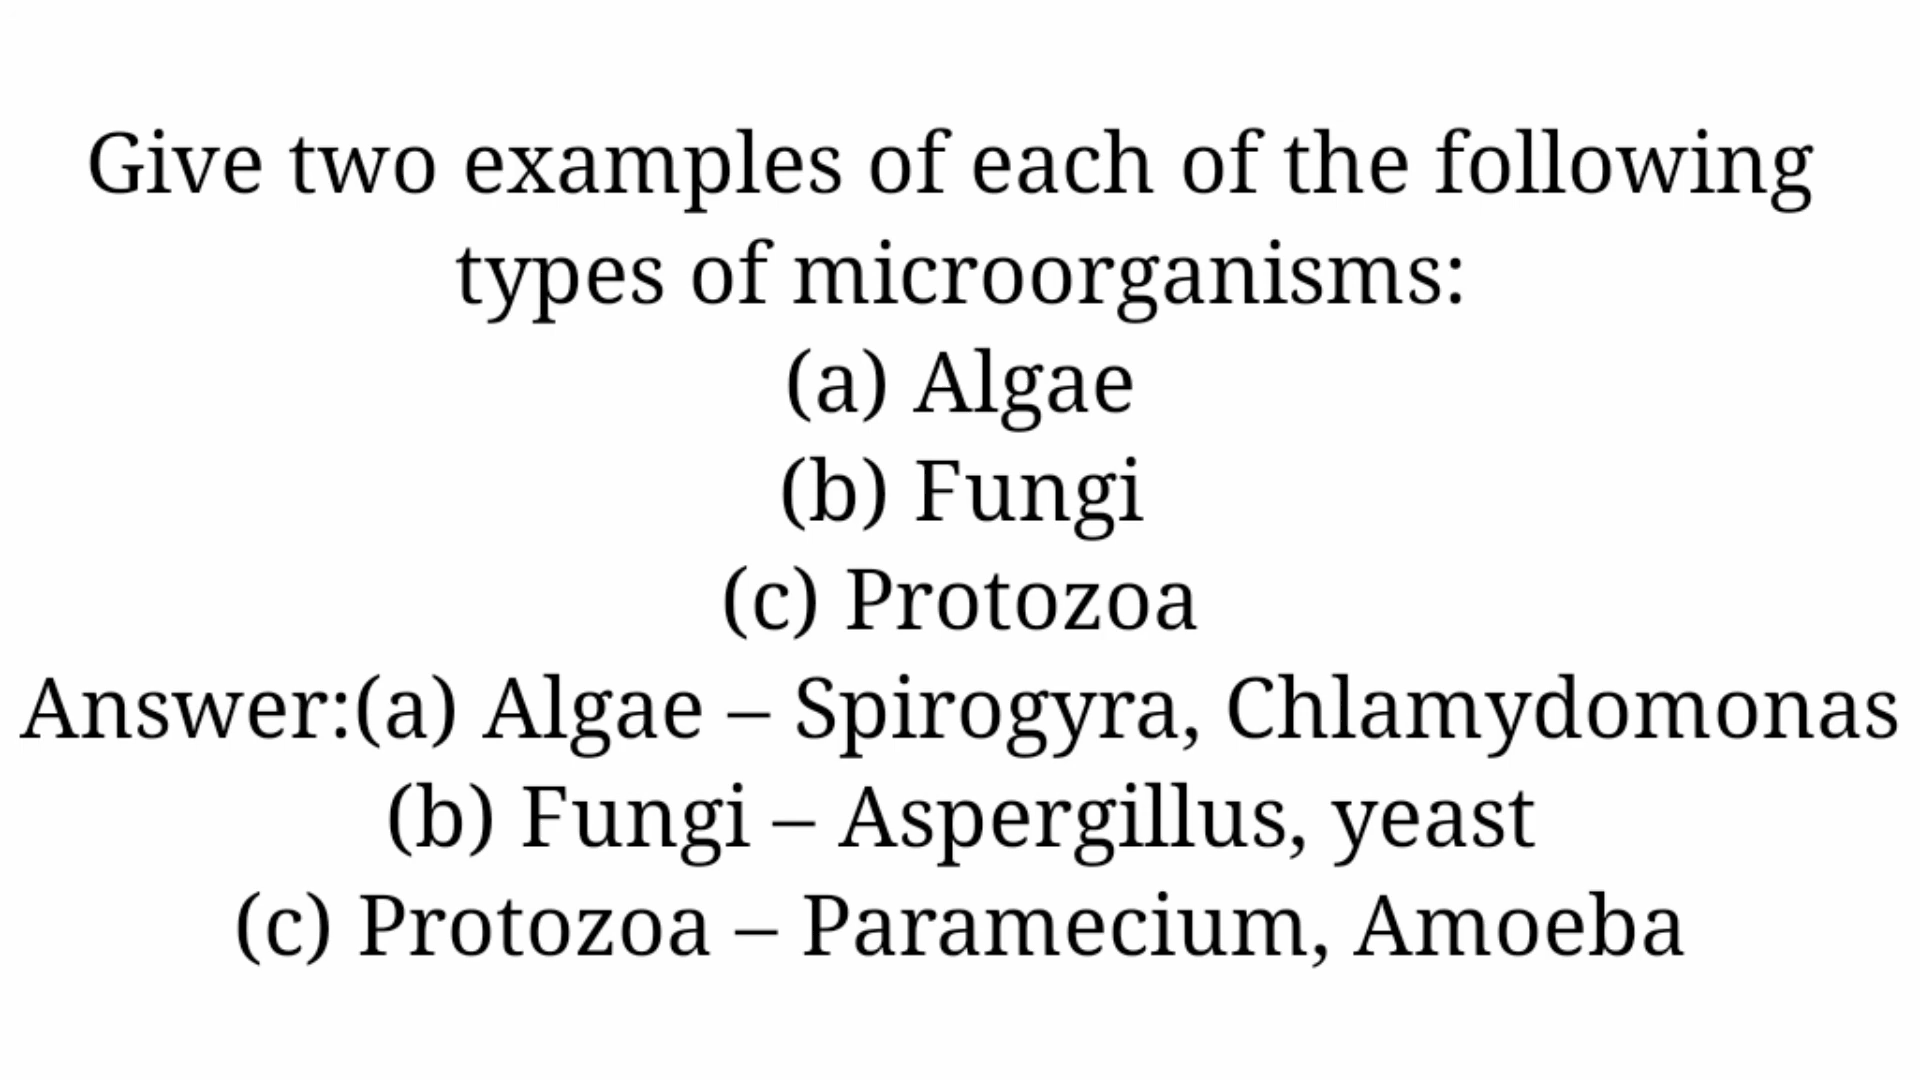 Give two examples of each of the following
types of microorganisms:
(a) Algae
(b) Fungi
(c) Protozoa
Answer:(a) Algae – Spirogyra, Chlamydomonas
(b) Fungi – Aspergillus, yeast
(c) Protozoa – Paramecium, Amoeba